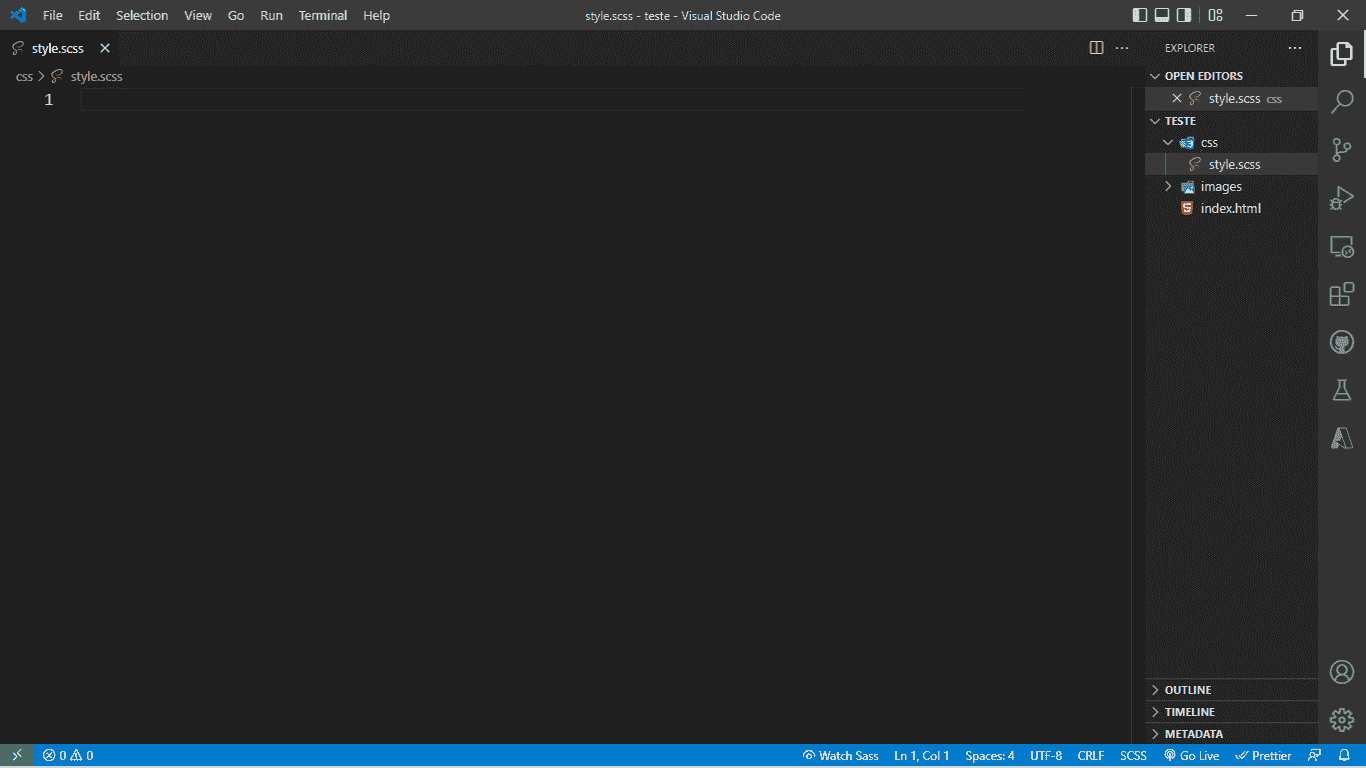 File Edit Selection View Go Run Terminal Help style.scss - teste - Visual Studio Code
style.scss
css style.scss
1
EXPLORER
OPEN EDITORS
style.scss css
TESTE
css
style.scss
images
index.html
OUTLINE
TIMELINE
METADATA
0 0 Watch Sass Ln 1, Col 1 Spaces: 4 UTF-8 CRLF SCSS Go Live Prettier